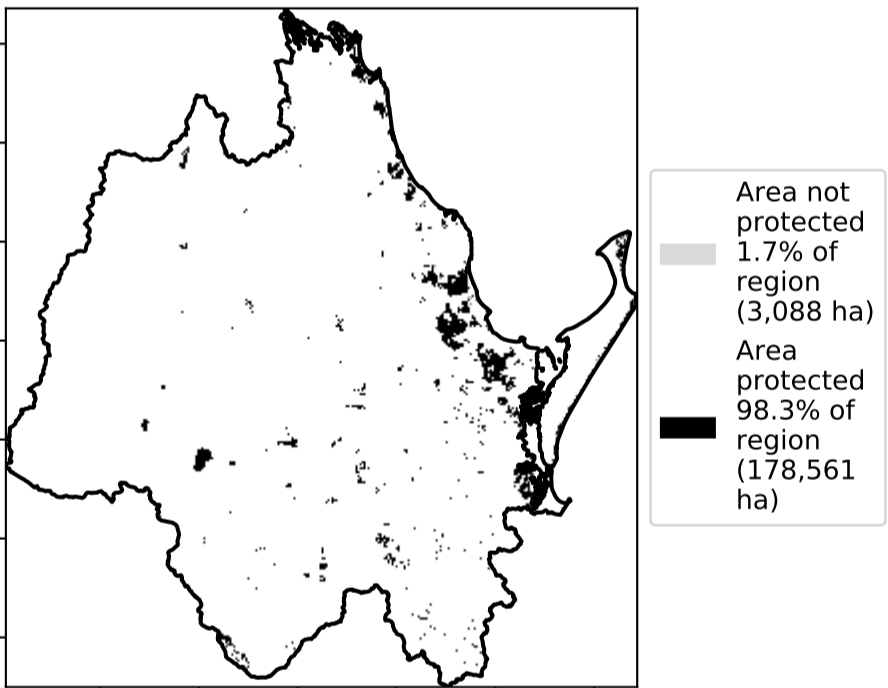 Area not
protected
1.7% of
region
(3,088 ha)
Area
protected
98.3% of
region
(178,561
ha)